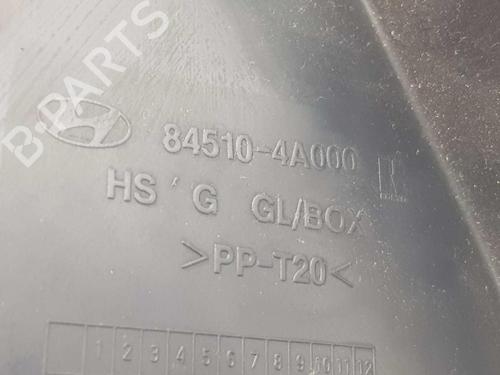 B-PARTS
84510-4A000
HS'G GL/BOX
>PP-T20<
1 2 3 4 5 6 7 8 9 10 11 12